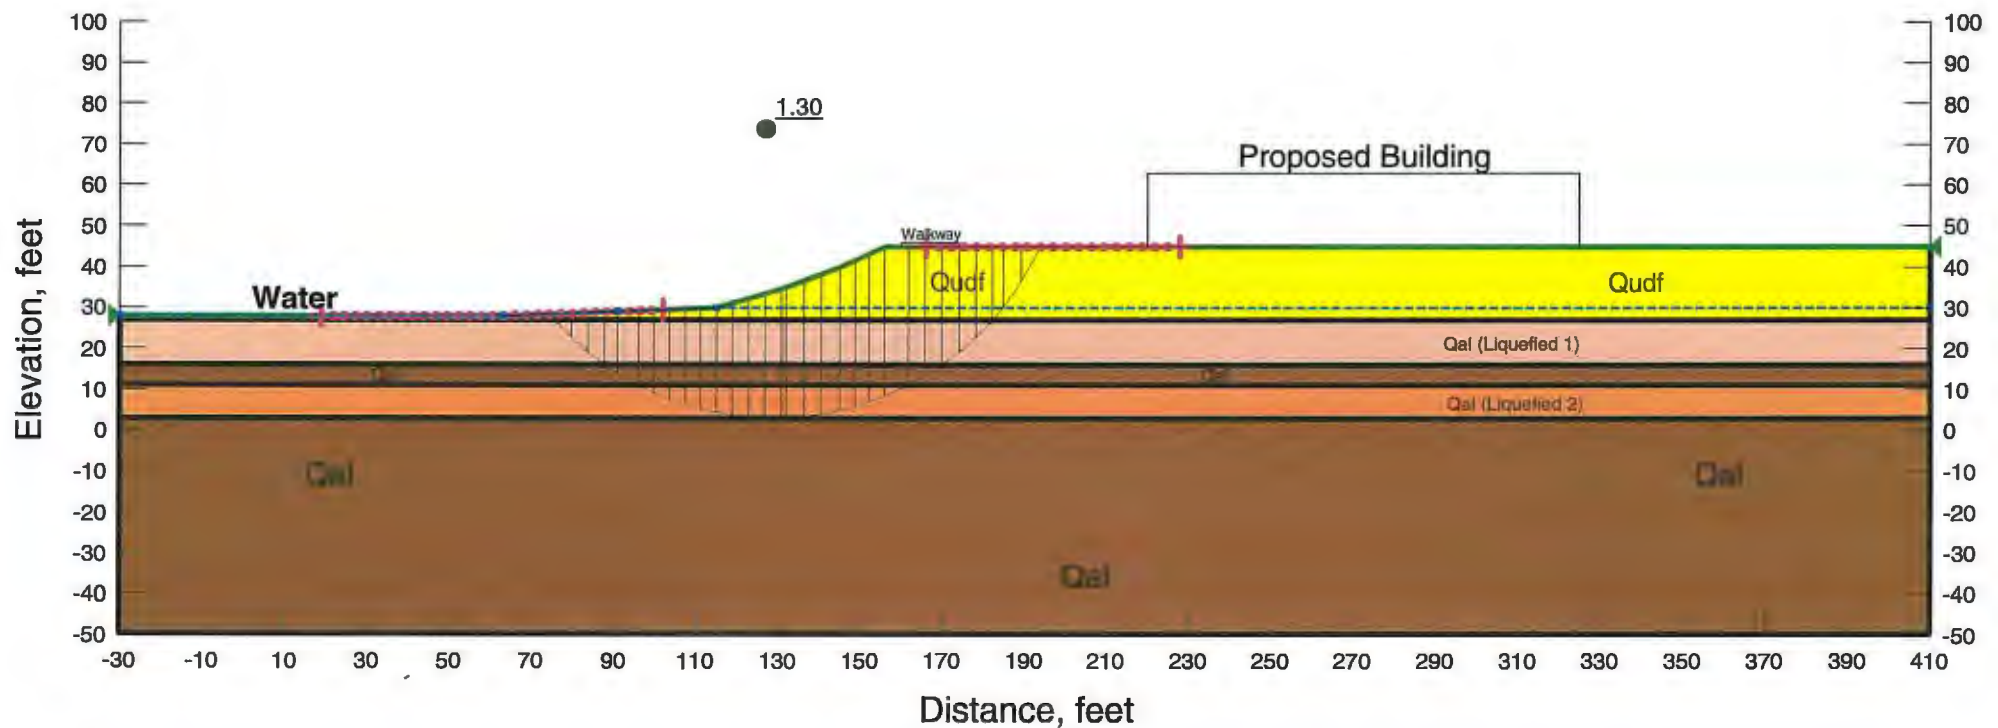 1.30
Proposed Building
Walkway
Water
Qudf
Qudf
Qal (Liquefied 1)
Qal (Liquefied 2)
Qal
Qal
Qal
Elevation, feet
100
90
80
70
60
50
40
30
20
10
0
-10
-20
-30
-40
-50
100
90
80
70
60
50
40
30
20
10
0
-10
-20
-30
-40
-50
-30 -10 10 30 50 70 90 110 130 150 170 190 210 230 250 270 290 310 330 350 370 390 410
Distance, feet